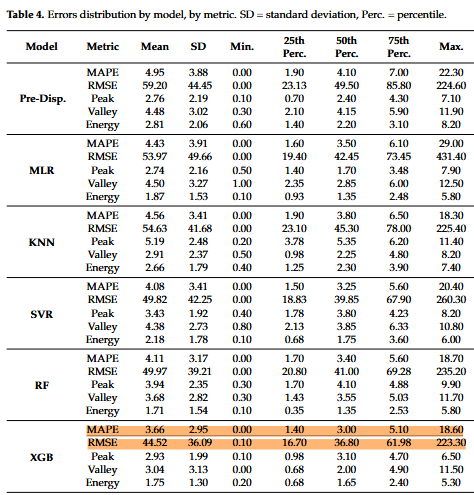 Table 4. Errors distribution by model, by metric. SD = standard deviation, Perc. = percentile.
Model Metric Mean SD Min. 25th Perc. 50th Perc. 75th Perc. Max.
MAPE 4.95 3.88 0.00 1.90 4.10 7.00 22.30
RMSE 59.20 44.45 0.00 23.13 49.50 85.80 224.60
Pre-Disp. Peak 2.76 2.19 0.10 0.70 2.40 4.30 7.10
Valley 4.48 3.02 0.30 2.10 4.15 5.90 11.90
Energy 2.81 2.06 0.60 1.40 2.20 3.10 8.20
MAPE 4.43 3.91 0.00 1.60 3.50 6.10 29.00
RMSE 53.97 49.66 0.00 19.40 42.45 73.45 431.40
MLR Peak 2.74 2.16 0.50 1.40 1.70 3.48 7.90
Valley 4.50 3.27 1.00 2.35 2.85 6.00 12.50
Energy 1.87 1.53 0.10 0.93 1.35 2.48 5.80
MAPE 4.56 3.41 0.00 1.90 3.80 6.50 18.30
RMSE 54.63 41.68 0.00 23.10 45.30 78.00 225.40
KNN Peak 5.19 2.48 0.20 3.78 5.35 6.20 11.40
Valley 2.91 2.37 0.50 0.98 2.25 4.80 8.20
Energy 2.66 1.79 0.40 1.25 2.30 3.90 7.40
MAPE 4.08 3.41 0.00 1.50 3.25 5.60 20.40
RMSE 49.82 42.25 0.00 18.83 39.85 67.90 260.30
SVR Peak 3.43 1.92 0.40 1.78 3.80 4.23 8.20
Valley 4.38 2.73 0.80 2.13 3.85 6.33 10.80
Energy 2.18 1.78 0.10 0.68 1.75 3.60 6.00
MAPE 4.11 3.17 0.00 1.70 3.40 5.60 18.70
RMSE 49.97 39.21 0.00 20.80 41.00 69.28 235.20
RF Peak 3.94 2.35 0.30 1.70 4.10 4.88 9.90
Valley 3.68 2.82 0.30 1.43 3.55 5.03 11.70
Energy 1.71 1.54 0.10 0.35 1.35 2.53 5.80
MAPE 3.66 2.95 0.00 1.40 3.00 5.10 18.60
RMSE 44.52 36.09 0.10 16.70 36.80 61.98 223.30
XGB Peak 2.93 1.99 0.10 0.98 3.10 4.70 6.50
Valley 3.04 3.13 0.00 0.68 2.00 4.90 11.50
Energy 1.75 1.30 0.20 0.68 1.65 2.40 5.30